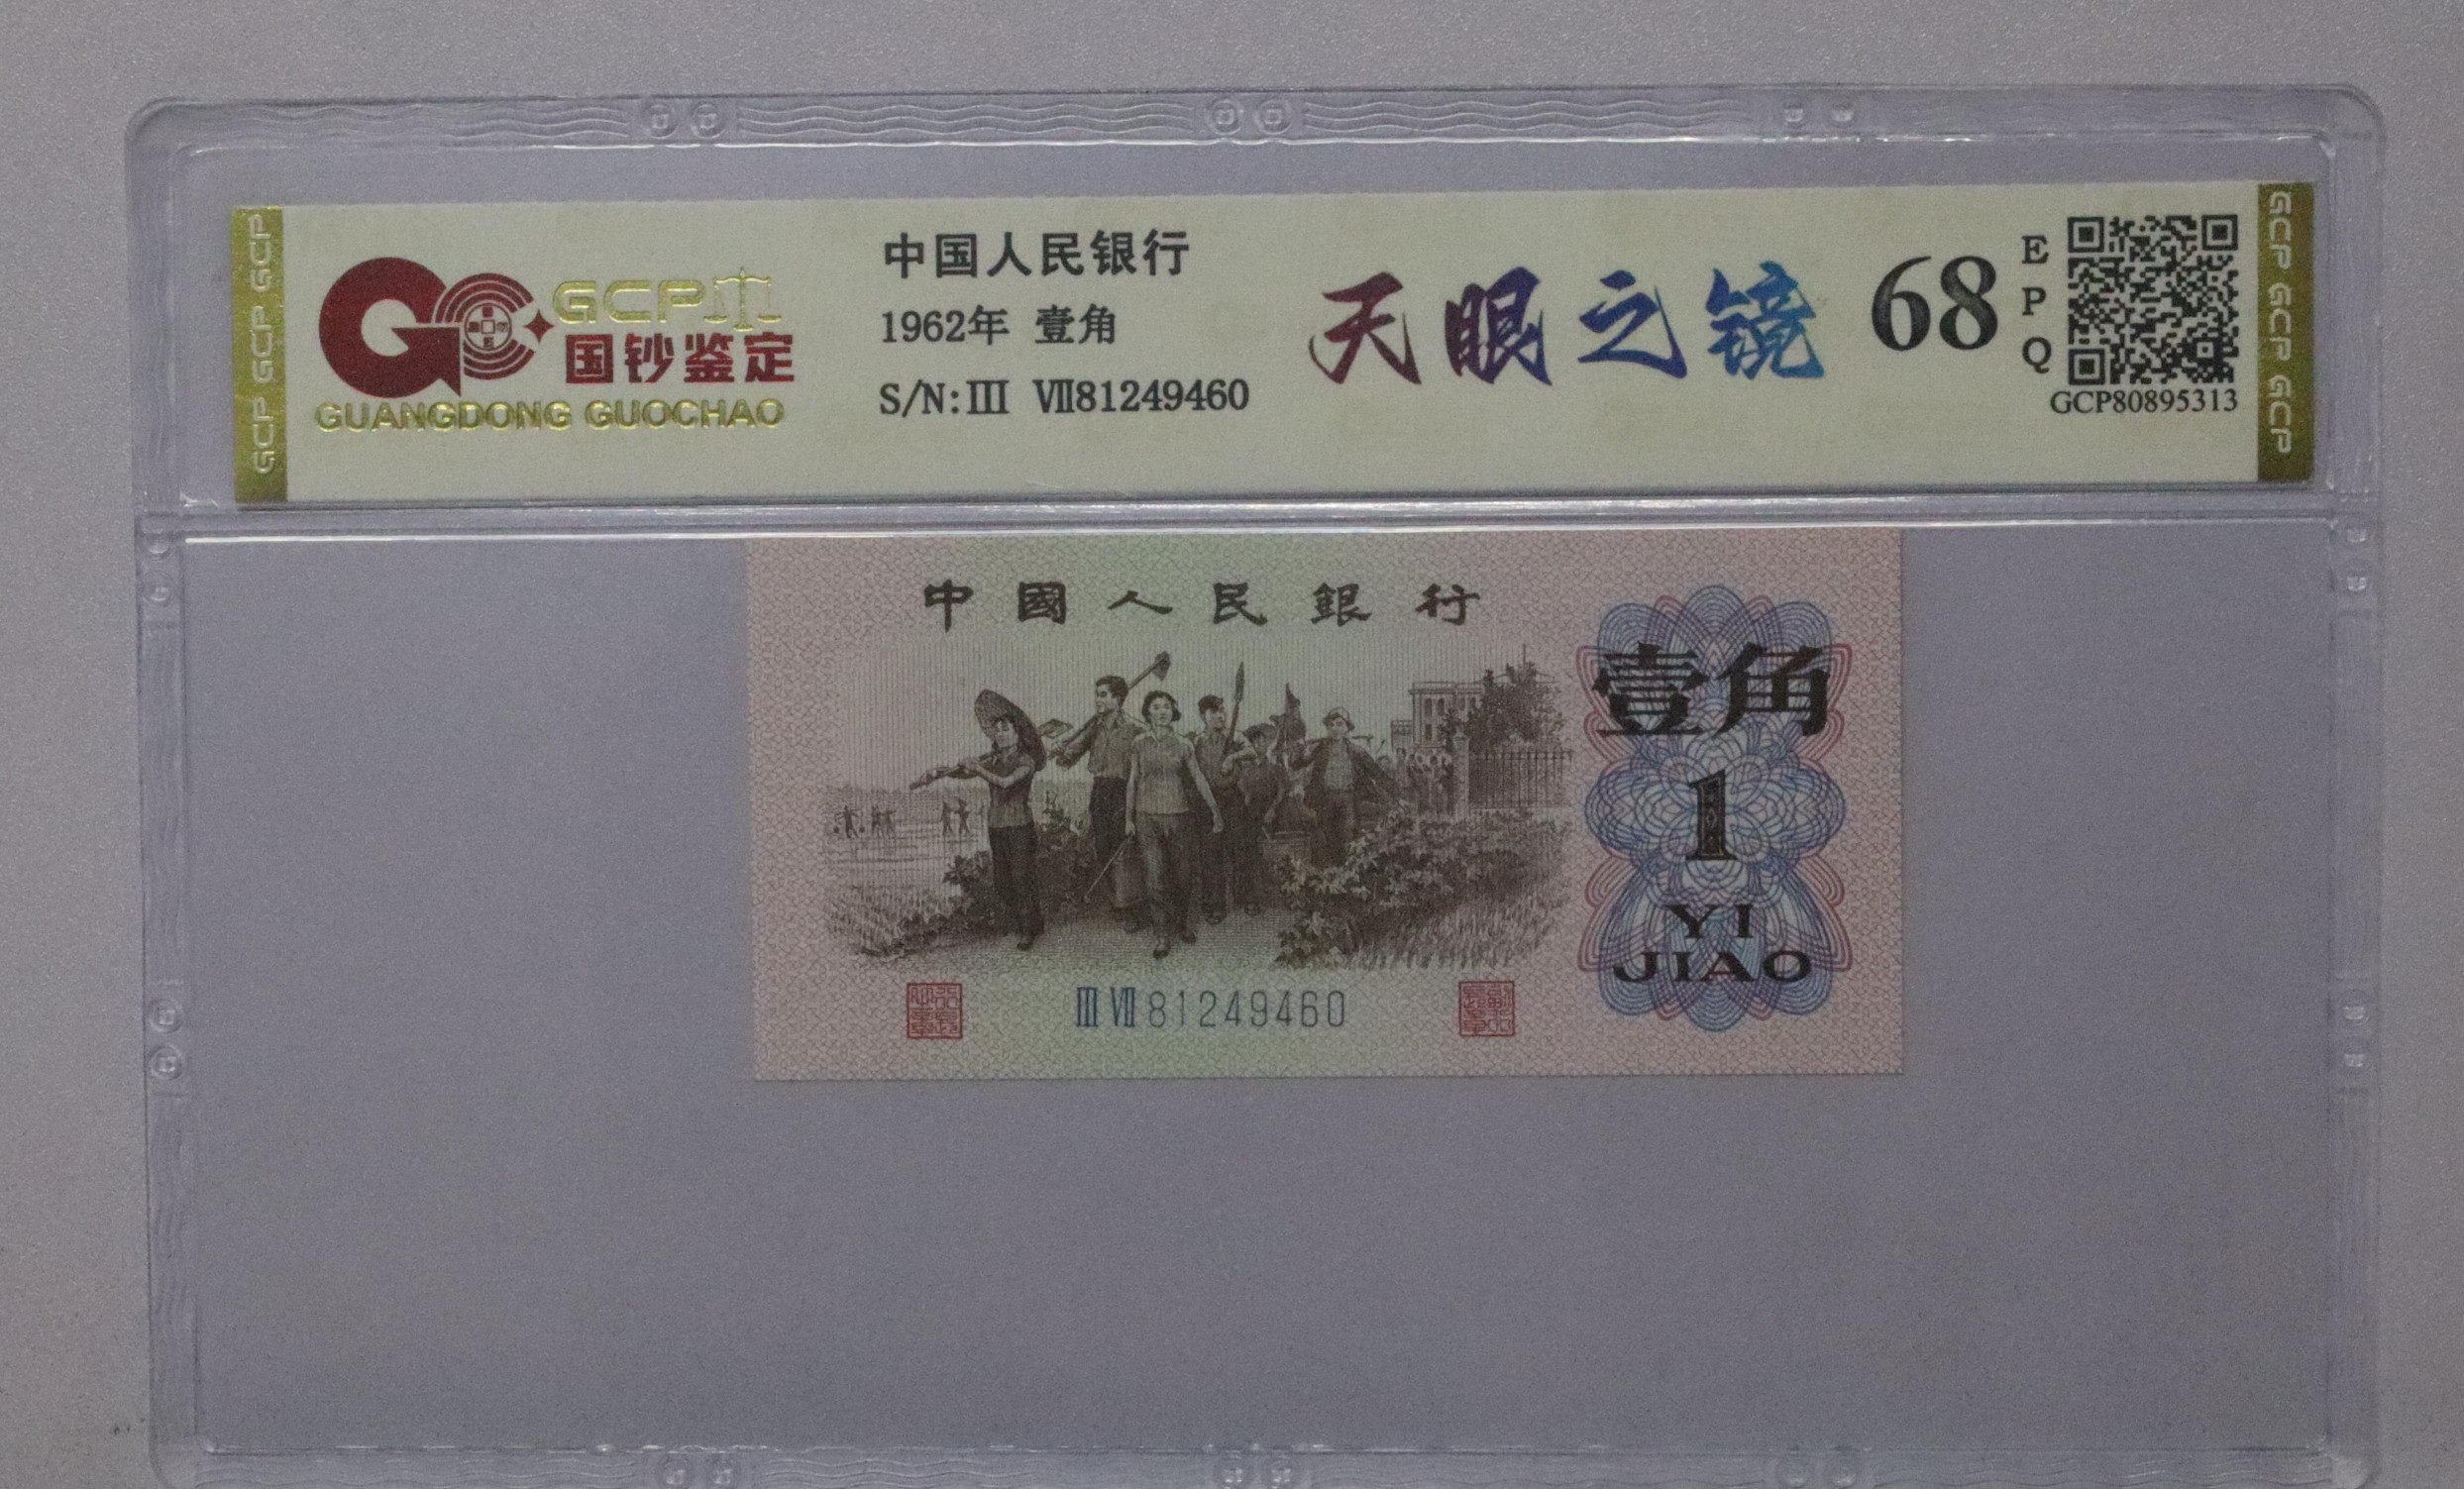 GCP GCP GCP
GCP
国钞鉴定
GUANGDONG GUOCHAO
中国人民银行
1962年 壹角
S/N:III VII81249460
天眼之镜
68
E
P
Q
GCP80895313
GCP GCP GCP
中國人民銀行
壹角
1
YI
JIAO
III VII 81249460